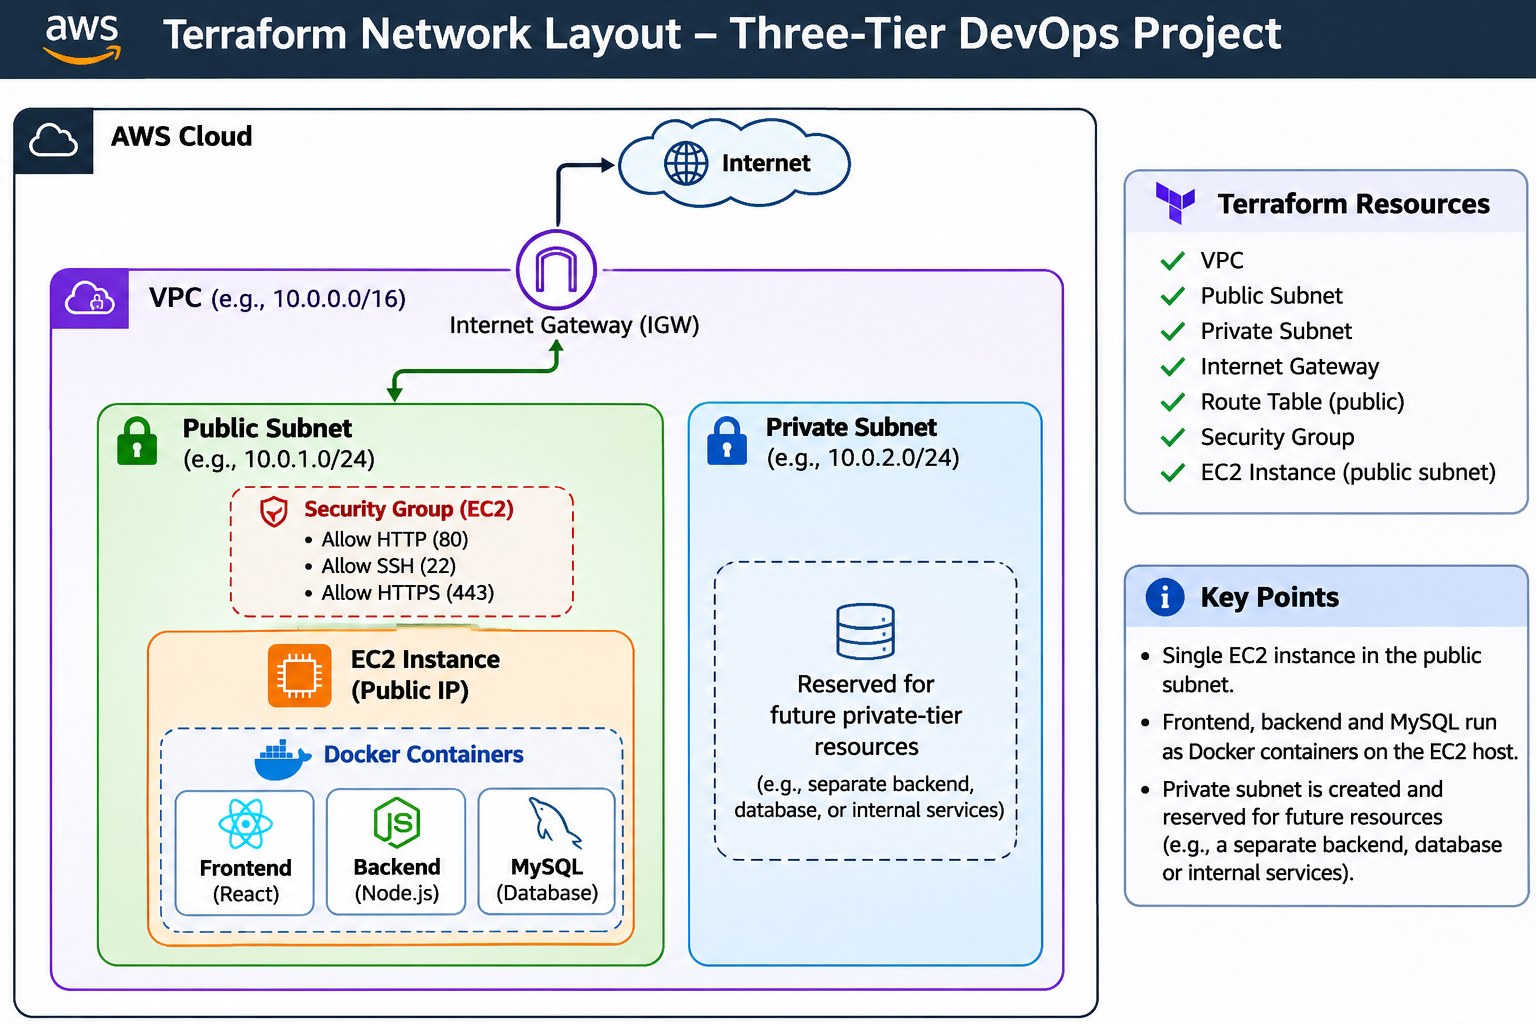 aws
Terraform Network Layout – Three-Tier DevOps Project
AWS Cloud
Internet
VPC (e.g., 10.0.0.0/16)
Internet Gateway (IGW)
Public Subnet
(e.g., 10.0.1.0/24)
Security Group (EC2)
• Allow HTTP (80)
• Allow SSH (22)
• Allow HTTPS (443)
EC2 Instance
(Public IP)
Docker Containers
Frontend
(React)
JS
Backend
(Node.js)
MySQL
(Database)
Private Subnet
(e.g., 10.0.2.0/24)
Reserved for
future private-tier
resources
(e.g., separate backend,
database, or internal services)
Terraform Resources
VPC
Public Subnet
Private Subnet
Internet Gateway
Route Table (public)
Security Group
EC2 Instance (public subnet)
i
Key Points
• Single EC2 instance in the public
subnet.
• Frontend, backend and MySQL run
as Docker containers on the EC2 host.
• Private subnet is created and
reserved for future resources
(e.g., a separate backend, database
or internal services).